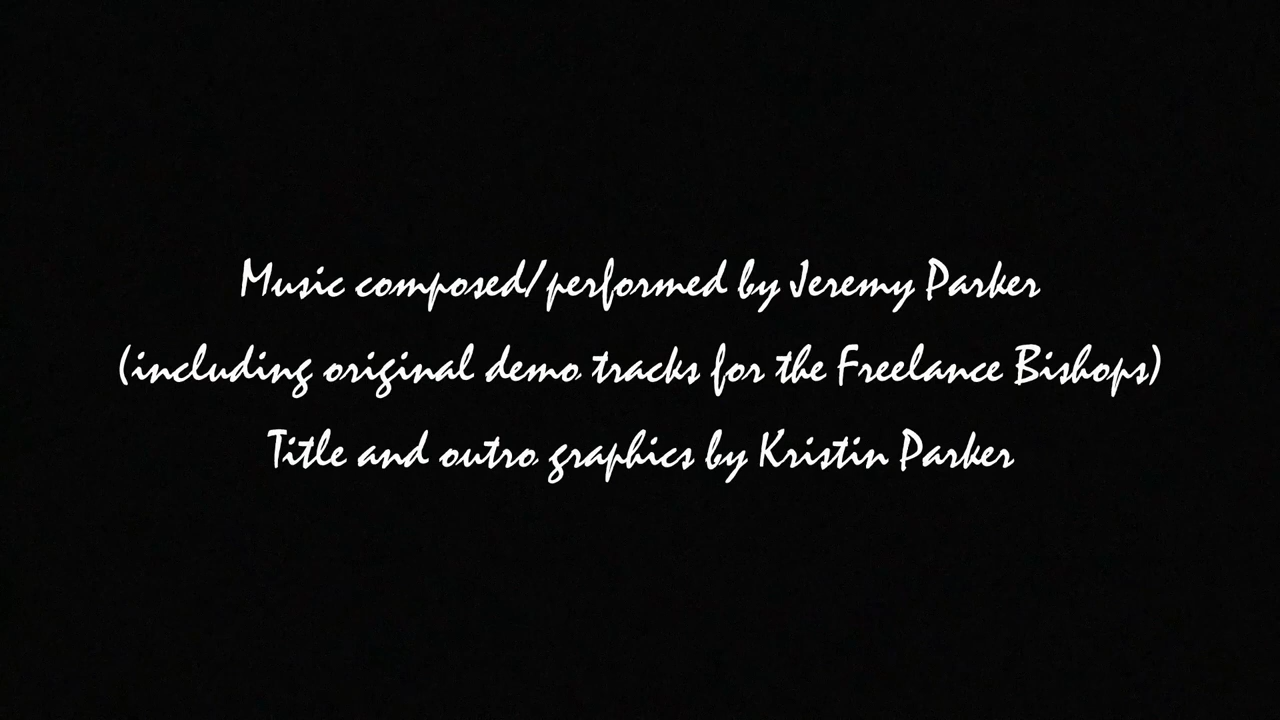 Music composed/performed by Jeremy Parker
(including original demo tracks for the Freelance Bishops)
Title and outro graphics by Kristin Parker